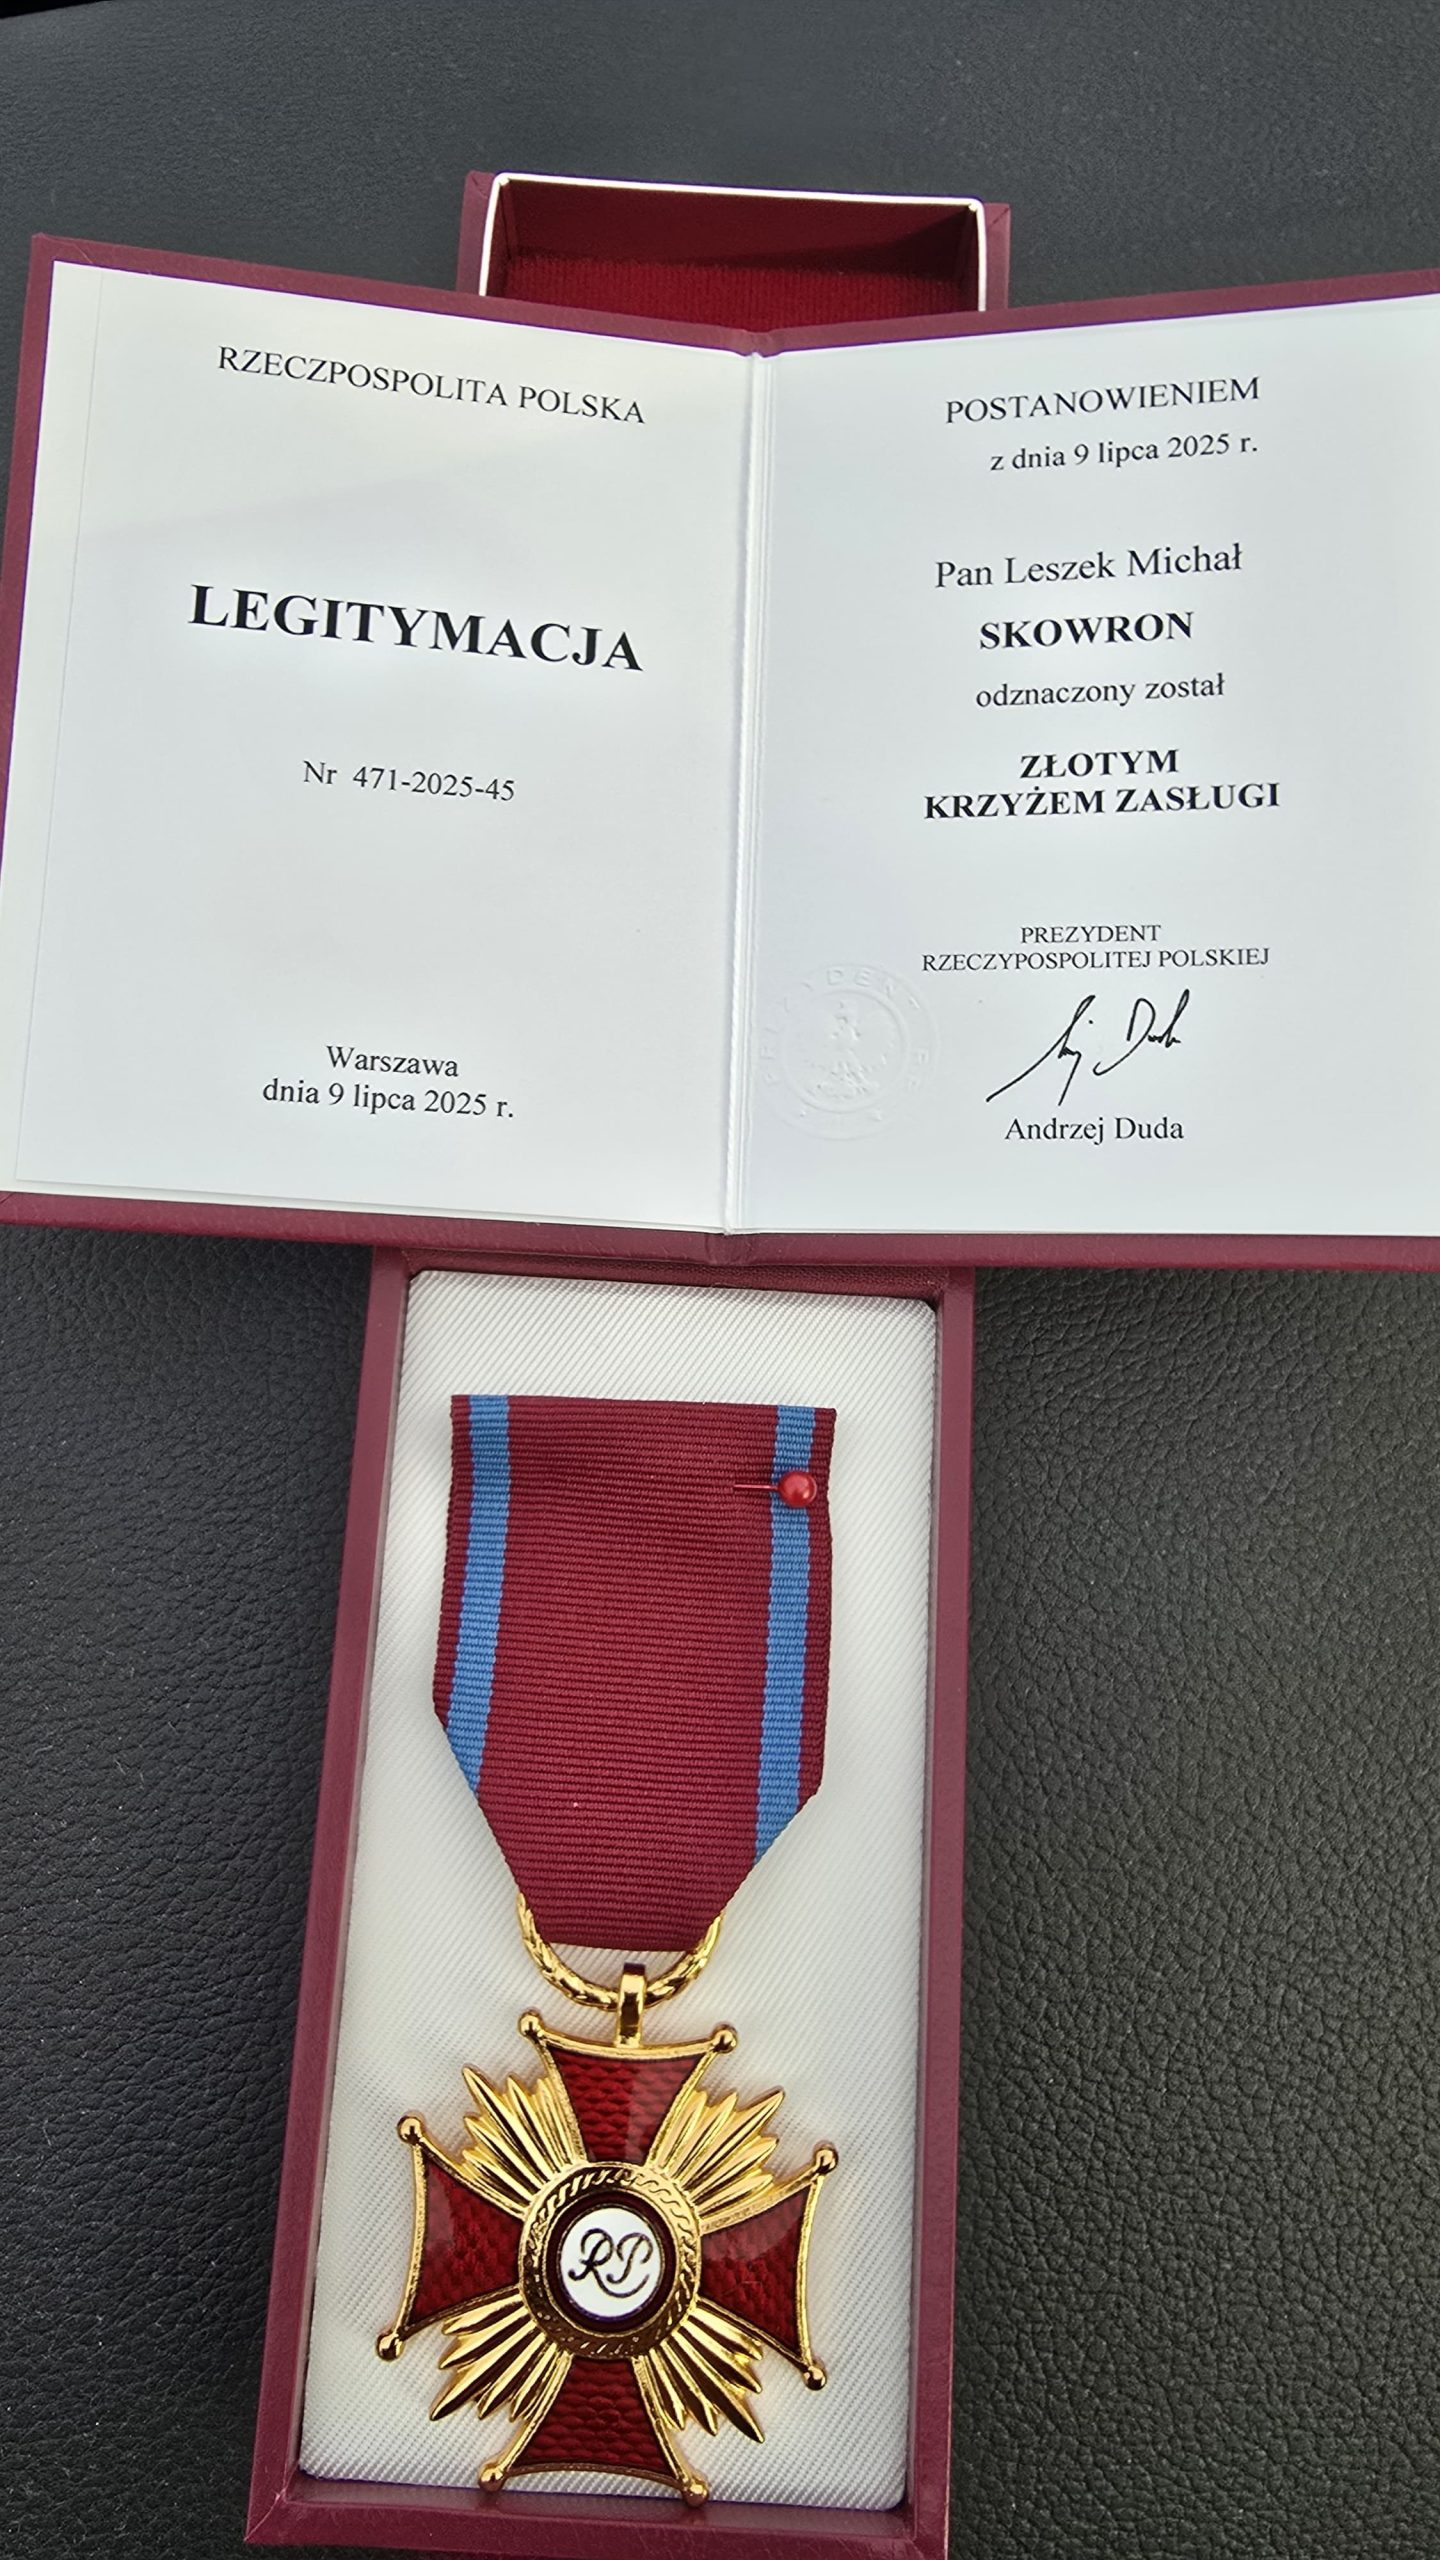 RZECZPOSPOLITA POLSKA
LEGITYMACJA
Nr 471-2025-45
Warszawa
dnia 9 lipca 2025 r.
POSTANOWIENIEM
z dnia 9 lipca 2025 r.
Pan Leszek Michał
SKOWRON
odznaczony został
ZŁOTYM
KRZYŻEM ZASŁUGI
PREZYDENT
RZECZYPOSPOLITEJ POLSKIEJ
Andrzej Duda
RP